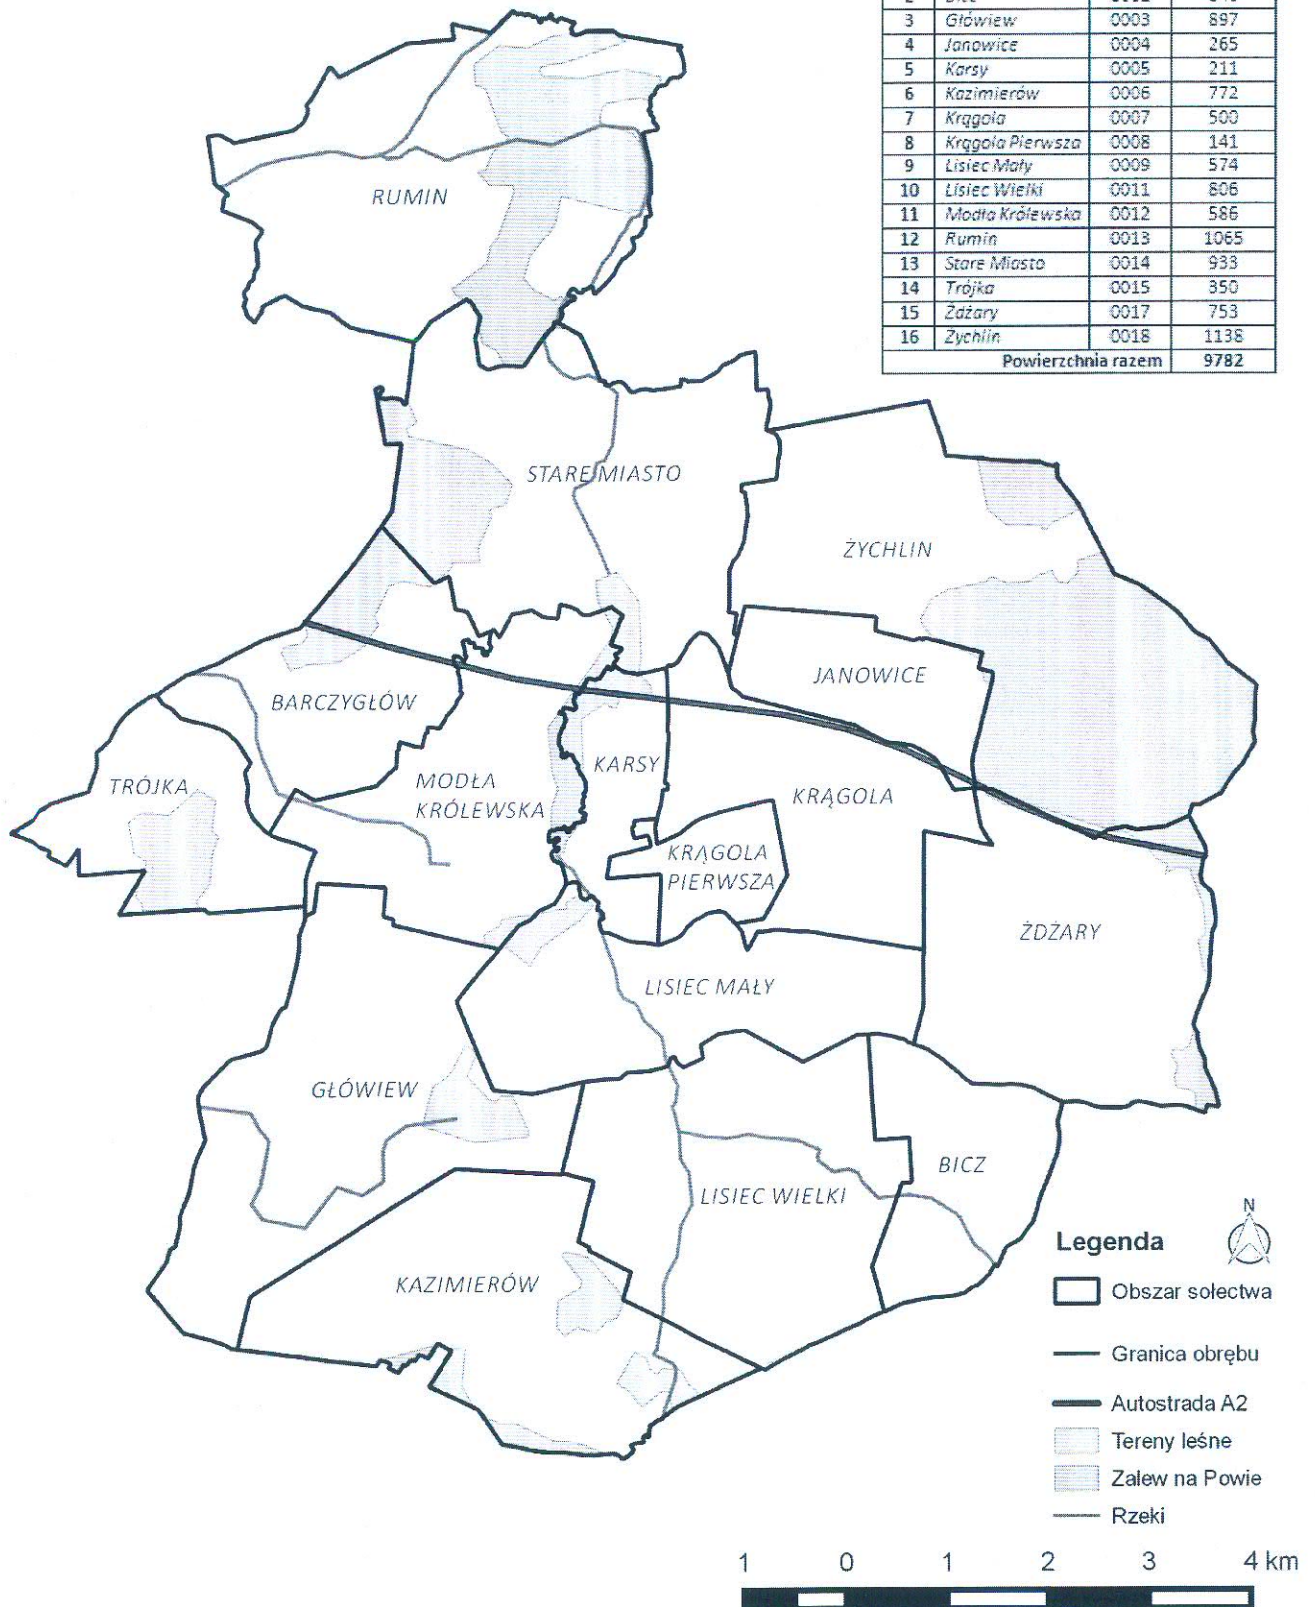 3 Główiew 0003 897
4 Janowice 0004 265
5 Karsy 0005 211
6 Kazimierów 0006 772
7 Krągola 0007 500
8 Krągola Pierwsza 0008 141
9 Lisiec Mały 0009 574
10 Lisiec Wielki 0011 806
11 Modła Królewska 0012 586
12 Rumin 0013 1065
13 Stare Miasto 0014 933
14 Trójka 0015 350
15 Żdżary 0017 753
16 Żychlin 0018 1138
Powierzchnia razem 9782
RUMIN
STARE MIASTO
ŻYCHLIN
JANOWICE
BARCZYGŁÓW
KARSY
TRÓJKA
MODŁA
KRÓLEWSKA
KRĄGOLA
KRĄGOLA
PIERWSZA
ŻDŻARY
LISIEC MAŁY
GŁÓWIEW
BICZ
LISIEC WIELKI
KAZIMIERÓW
N
Legenda
Obszar sołectwa
Granica obrębu
Autostrada A2
Tereny leśne
Zalew na Powie
Rzeki
1 0 1 2 3 4 km